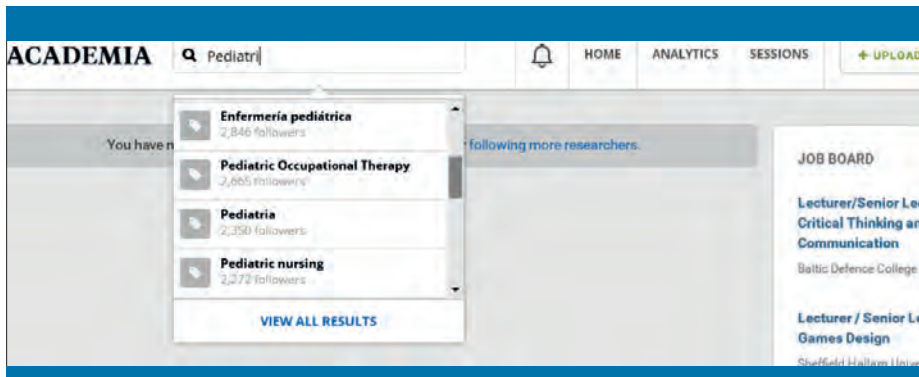 ACADEMIA
Pediatri
HOME
ANALYTICS
SESSIONS
+ UPLOAD
Enfermería pediátrica
2,846 followers
Pediatric Occupational Therapy
2,665 followers
Pediatria
2,350 followers
Pediatric nursing
2,272 followers
VIEW ALL RESULTS
You have n
following more researchers.
JOB BOARD
Lecturer/Senior Le
Critical Thinking an
Communication
Baltic Defence College
Lecturer / Senior Le
Games Design
Sheffield Hallam Unive